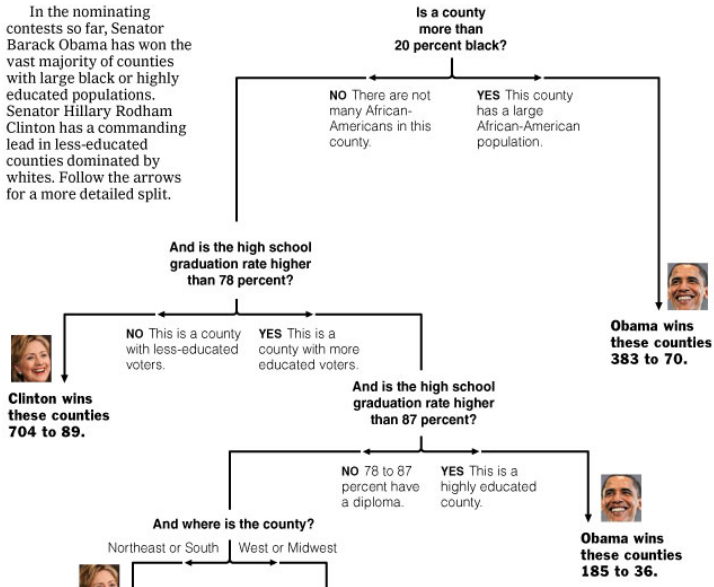 In the nominating
contests so far, Senator
Barack Obama has won the
vast majority of counties
with large black or highly
educated populations.
Senator Hillary Rodham
Clinton has a commanding
lead in less-educated
counties dominated by
whites. Follow the arrows
for a more detailed split.
Is a county
more than
20 percent black?
NO There are not
many African-
Americans in this
county.
YES This county
has a large
African-American
population.
And is the high school
graduation rate higher
than 78 percent?
Obama wins
these counties
383 to 70.
NO This is a county
with less-educated
voters.
YES This is a
county with more
educated voters.
Clinton wins
these counties
704 to 89.
And is the high school
graduation rate higher
than 87 percent?
NO 78 to 87
percent have
a diploma.
YES This is a
highly educated
county.
And where is the county?
Northeast or South
West or Midwest
Obama wins
these counties
185 to 36.